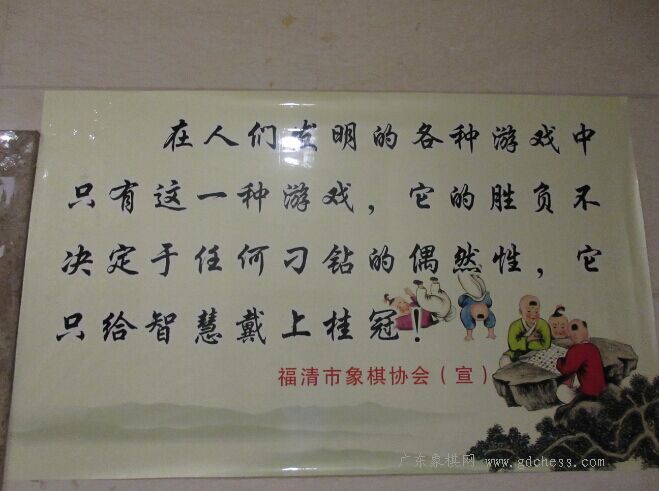 在人们发明的各种游戏中
只有这一种游戏，它的胜负不
决定于任何刁钻的偶然性，它
只给智慧戴上桂冠！
福清市象棋协会（宣）
广东象棋网 www.gdchess.com